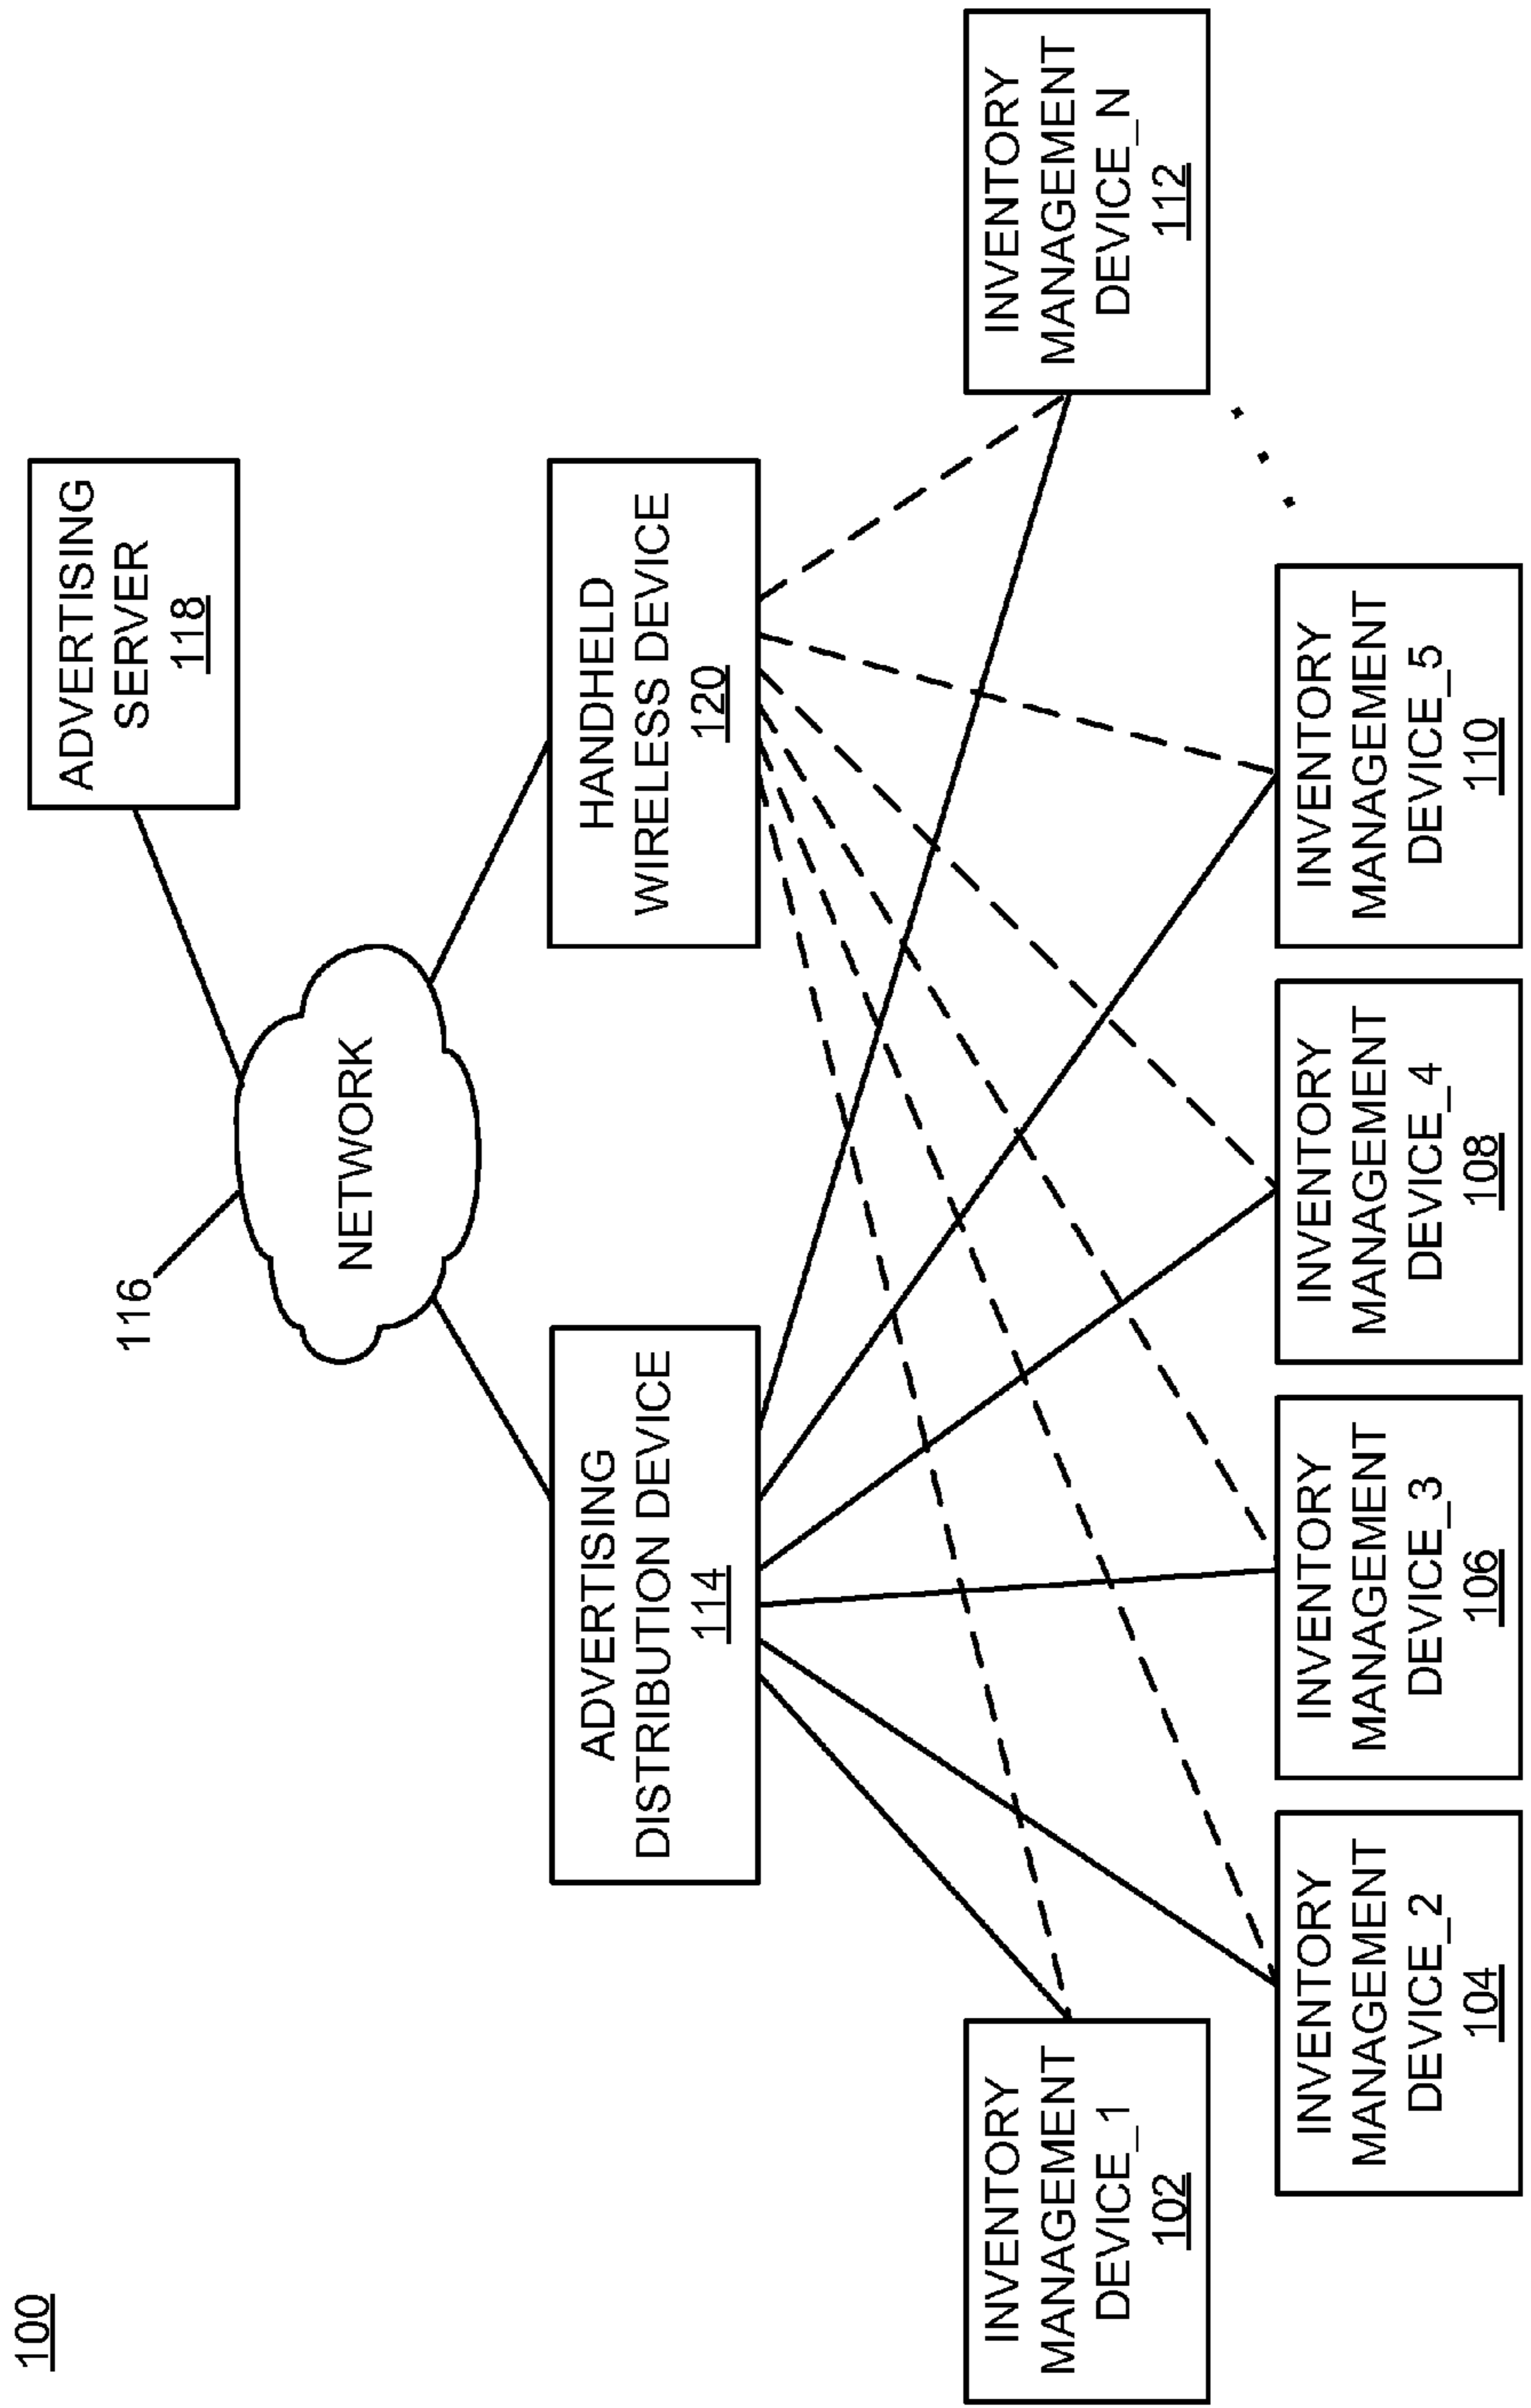 100
ADVERTISING
SERVER
118
116
NETWORK
ADVERTISING
DISTRIBUTION DEVICE
114
HANDHELD
WIRELESS DEVICE
120
INVENTORY
MANAGEMENT
DEVICE_1
102
INVENTORY
MANAGEMENT
DEVICE_N
112
INVENTORY
MANAGEMENT
DEVICE_2
104
INVENTORY
MANAGEMENT
DEVICE_3
106
INVENTORY
MANAGEMENT
DEVICE_4
108
INVENTORY
MANAGEMENT
DEVICE_5
110